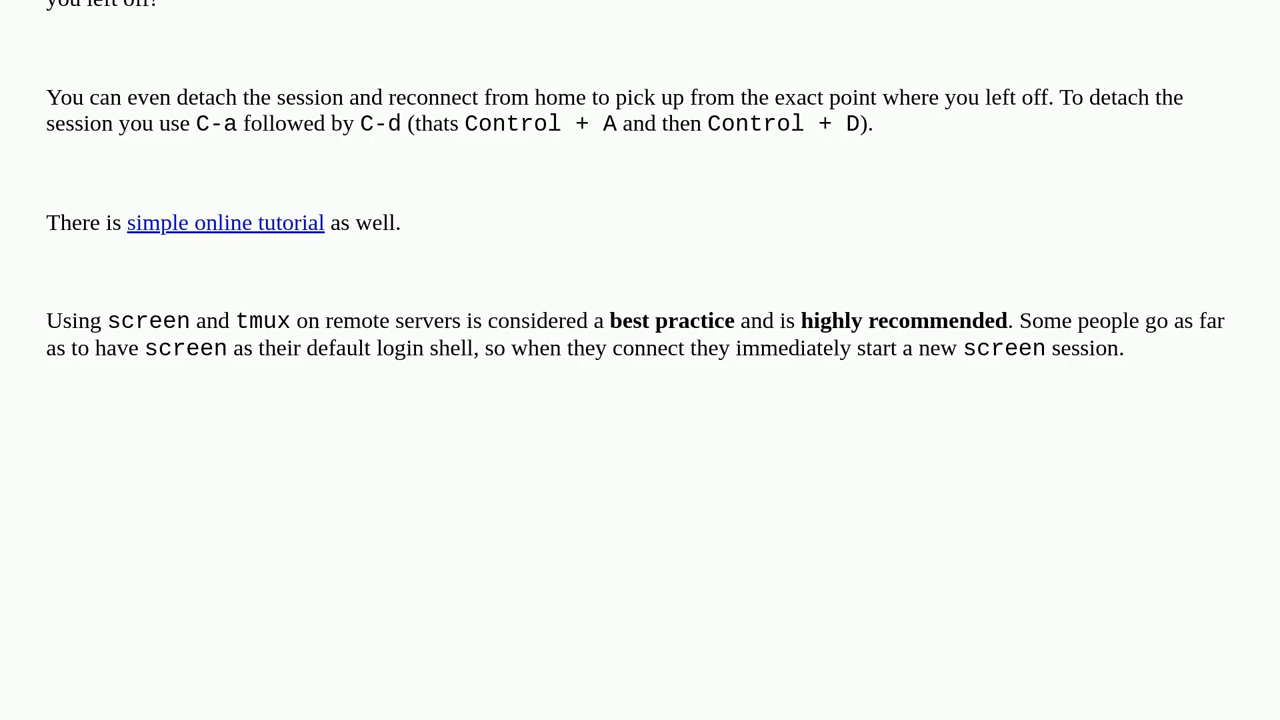 you left off!
You can even detach the session and reconnect from home to pick up from the exact point where you left off. To detach the
session you use C-a followed by C-d (thats Control + A and then Control + D).
There is simple online tutorial as well.
Using screen and tmux on remote servers is considered a best practice and is highly recommended. Some people go as far
as to have screen as their default login shell, so when they connect they immediately start a new screen session.